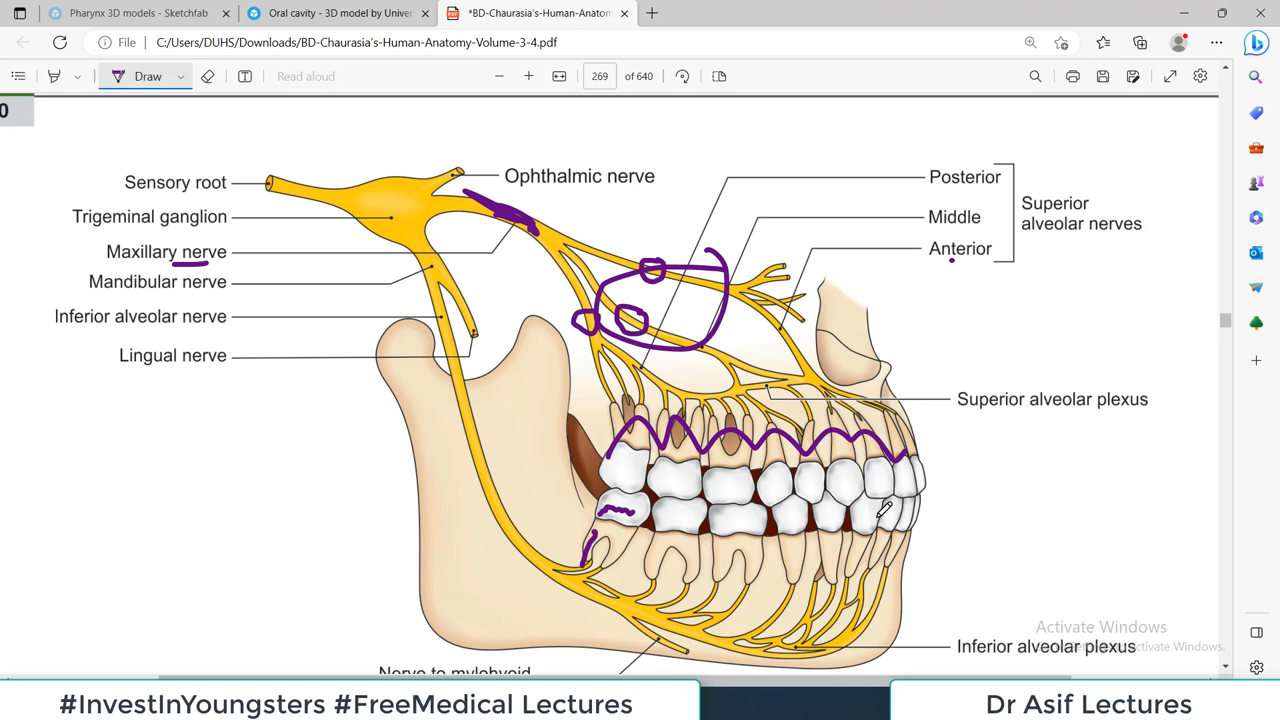 Pharynx 3D models - Sketchfab
Oral cavity - 3D model by Univer
*BD-Chaurasia's-Human-Anatom
File
C:/Users/DUHS/Downloads/BD-Chaurasia's-Human-Anatomy-Volume-3-4.pdf
Draw
Read aloud
269
of 640
0
Sensory root
Ophthalmic nerve
Posterior
Trigeminal ganglion
Middle
Superior
alveolar nerves
Maxillary nerve
Anterior
Mandibular nerve
Inferior alveolar nerve
Lingual nerve
Superior alveolar plexus
Activate Windows
Inferior alveolar plexus
Nerve to mylohyoid
#InvestInYoungsters #FreeMedical Lectures
Dr Asif Lectures